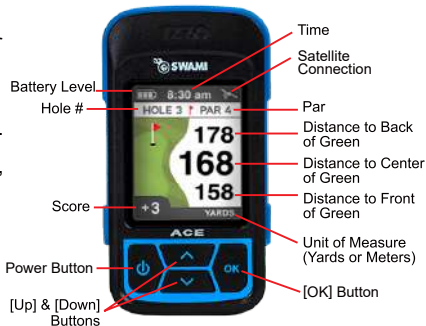 Time
Satellite
Connection
Battery Level
SWAMI
8:30 am
Hole #
HOLE 3 PAR 4
Par
178
Distance to Back
of Green
168
Distance to Center
of Green
158
Distance to Front
of Green
Score
+3
YARDS
Unit of Measure
(Yards or Meters)
ACE
Power Button
OK
[OK] Button
[Up] & [Down]
Buttons